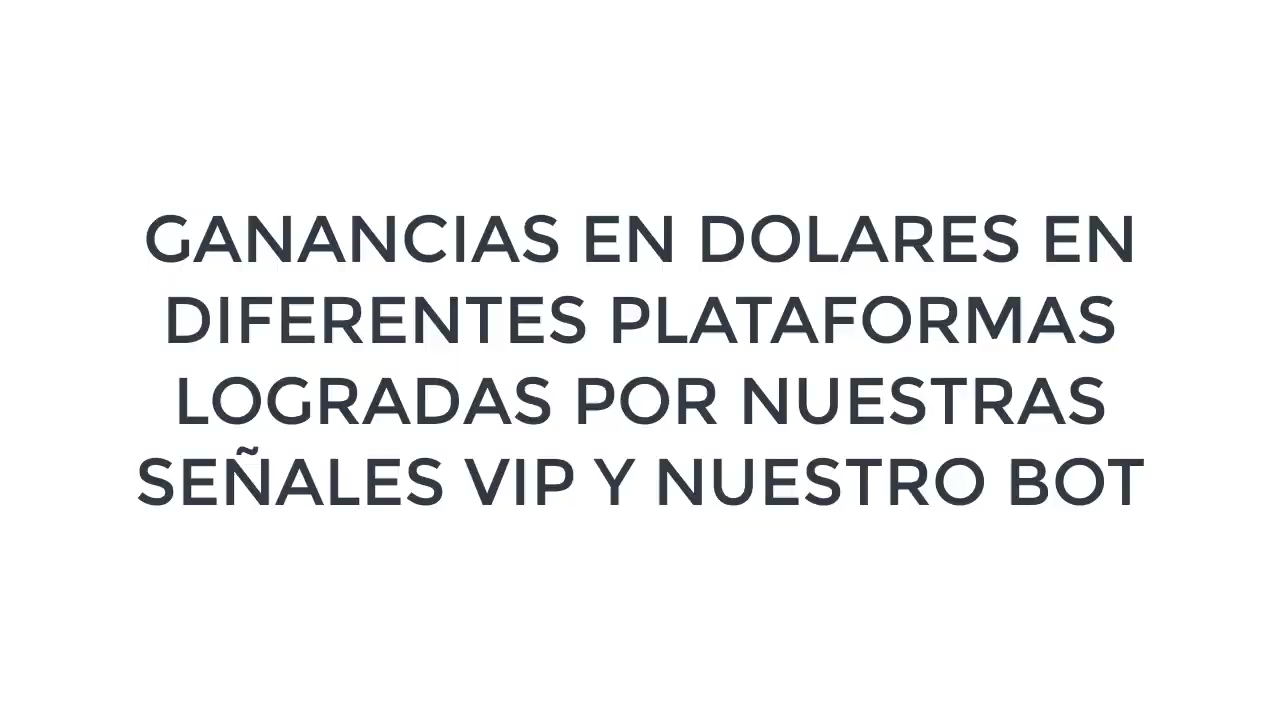 GANANCIAS EN DOLARES EN
DIFERENTES PLATAFORMAS
LOGRADAS POR NUESTRAS
SEÑALES VIP Y NUESTRO BOT